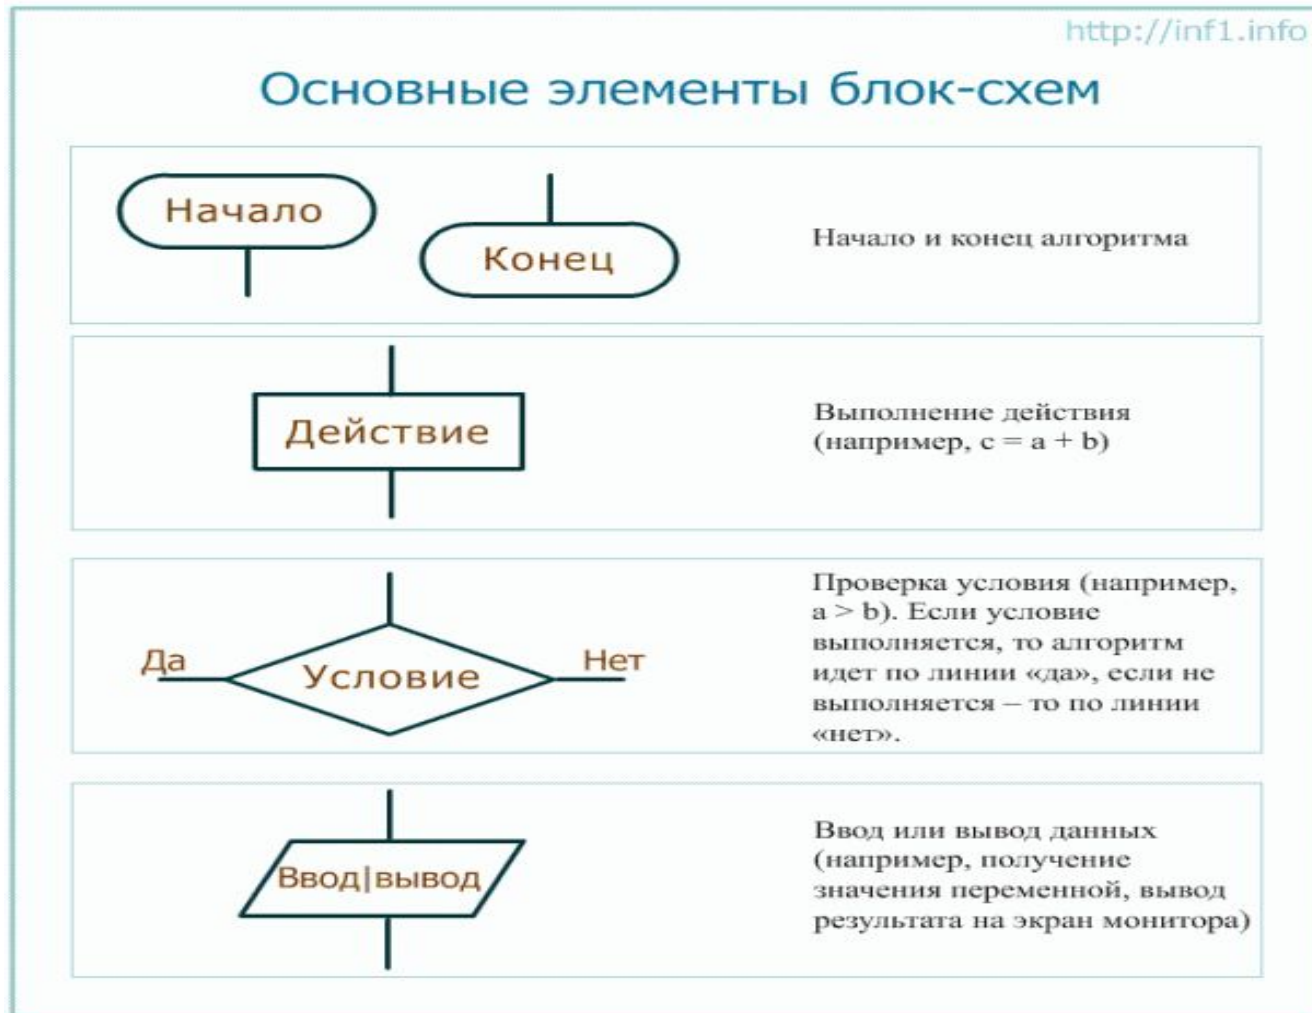 http://inf1.info
Основные элементы блок-схем
Начало
Конец
Начало и конец алгоритма
Действие
Выполнение действия
(например, c = a + b)
Да
Условие
Нет
Проверка условия (например,
a > b). Если условие
выполняется, то алгоритм
идет по линии «да», если не
выполняется – то по линии
«нет».
Ввод|вывод
Ввод или вывод данных
(например, получение
значения переменной, вывод
результата на экран монитора)